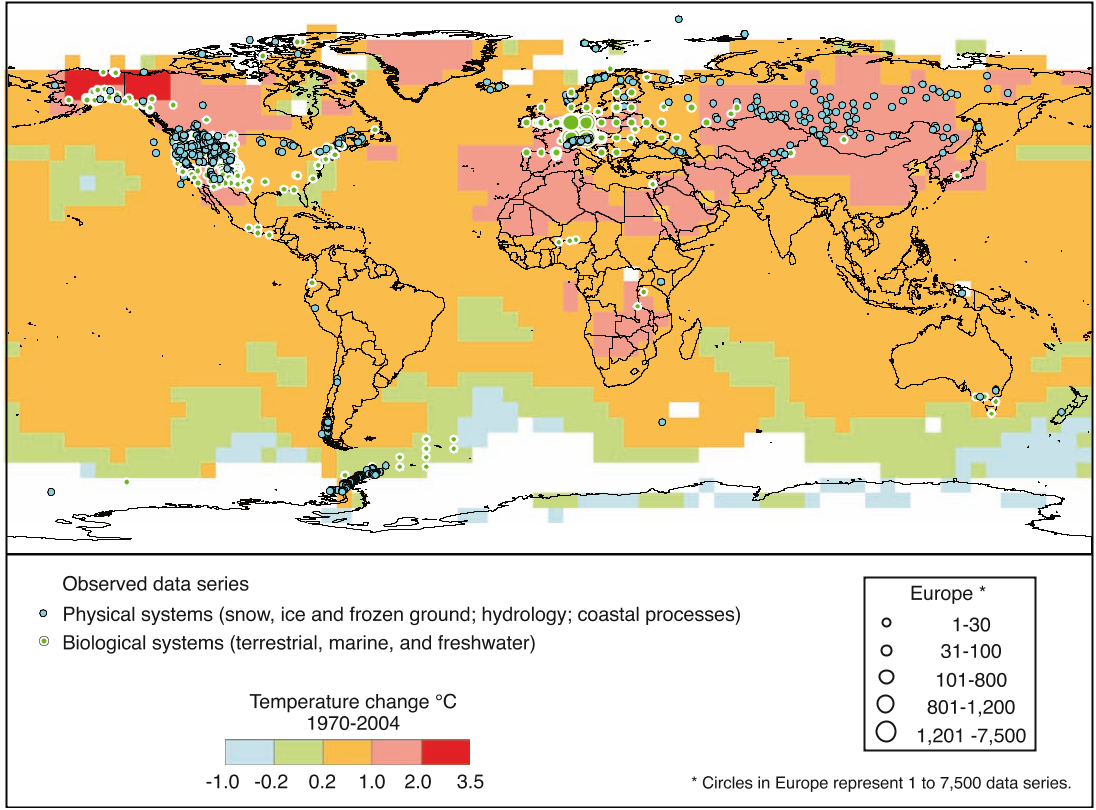 Observed data series
Physical systems (snow, ice and frozen ground; hydrology; coastal processes)
Biological systems (terrestrial, marine, and freshwater)
Temperature change °C
1970-2004
-1.0 -0.2 0.2 1.0 2.0 3.5
Europe *
1-30
31-100
101-800
801-1,200
1,201 -7,500
* Circles in Europe represent 1 to 7,500 data series.